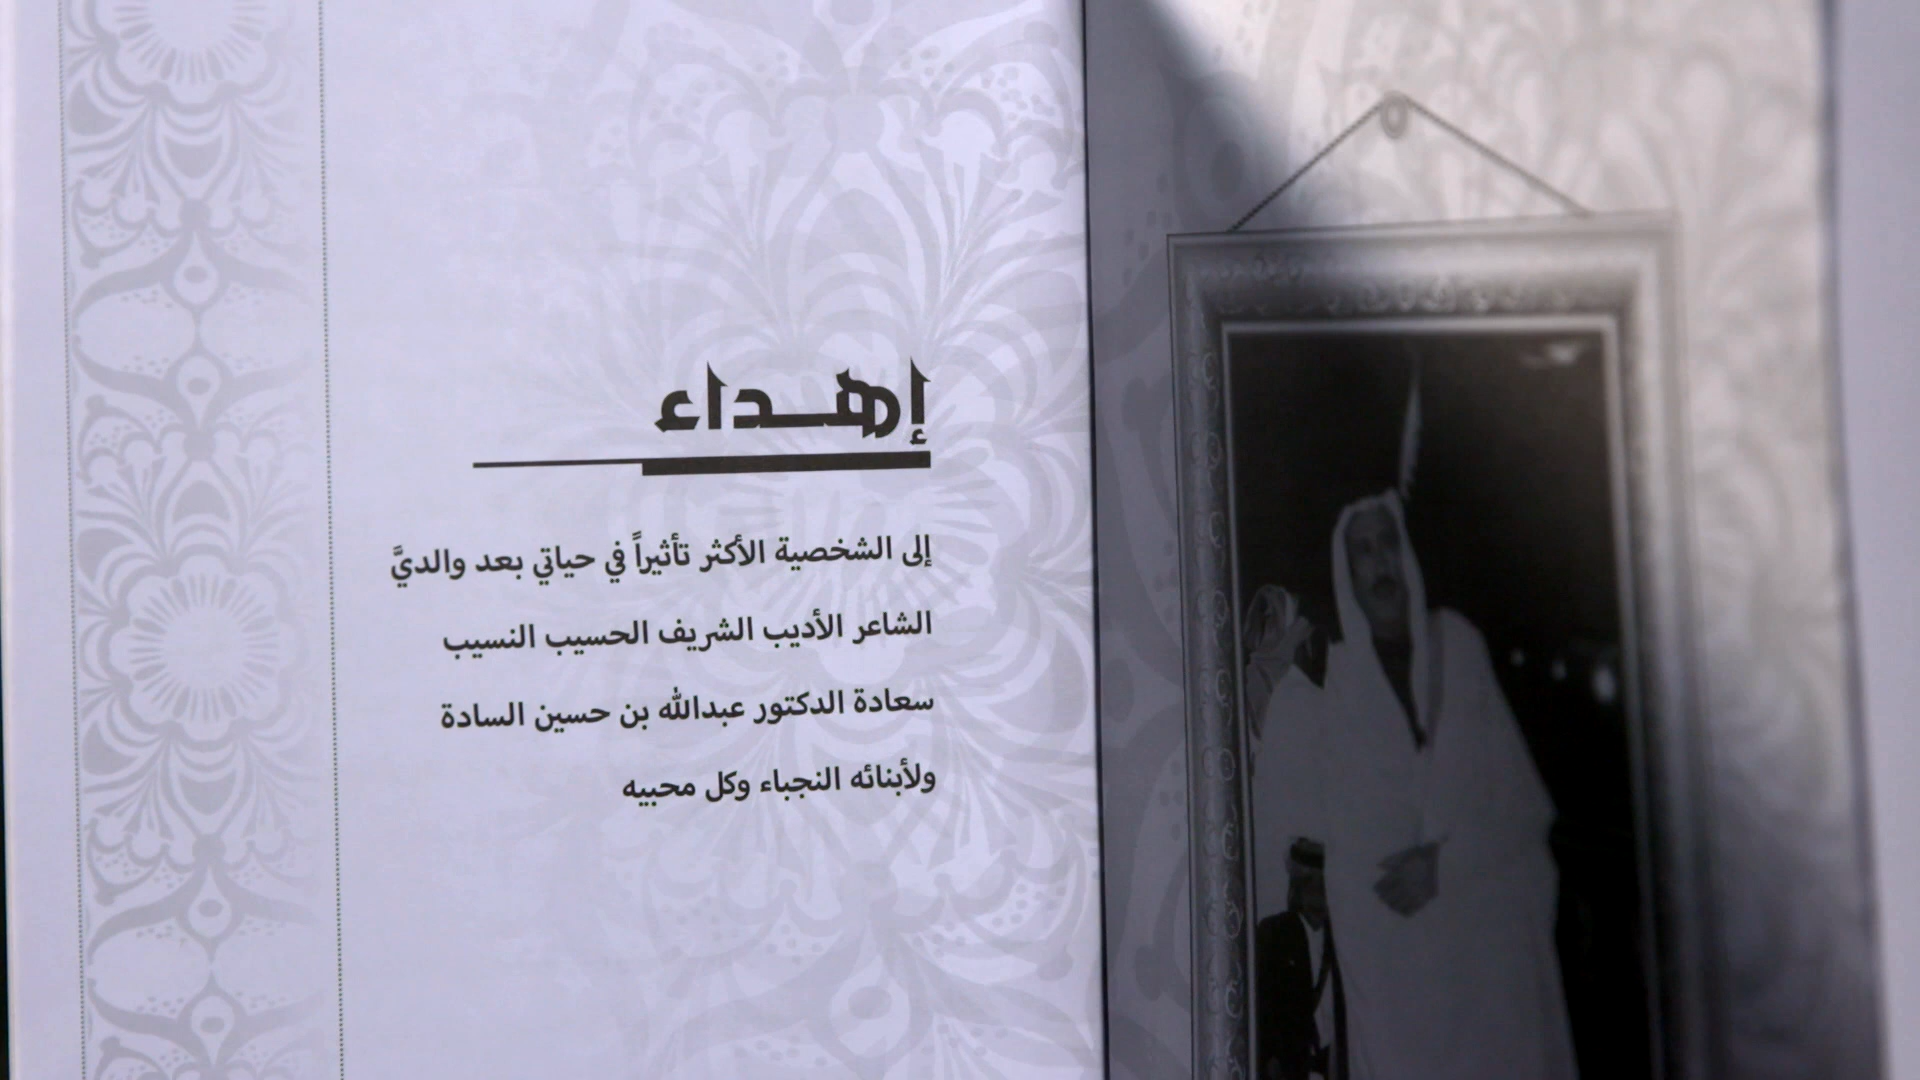 إهداء
إلى الشخصية الأكثر تأثيراً في حياتي بعد والديَّ
الشاعر الأديب الشريف الحسيب النسيب
سعادة الدكتور عبدالله بن حسين السادة
ولأبنائه النجباء وكل محبيه